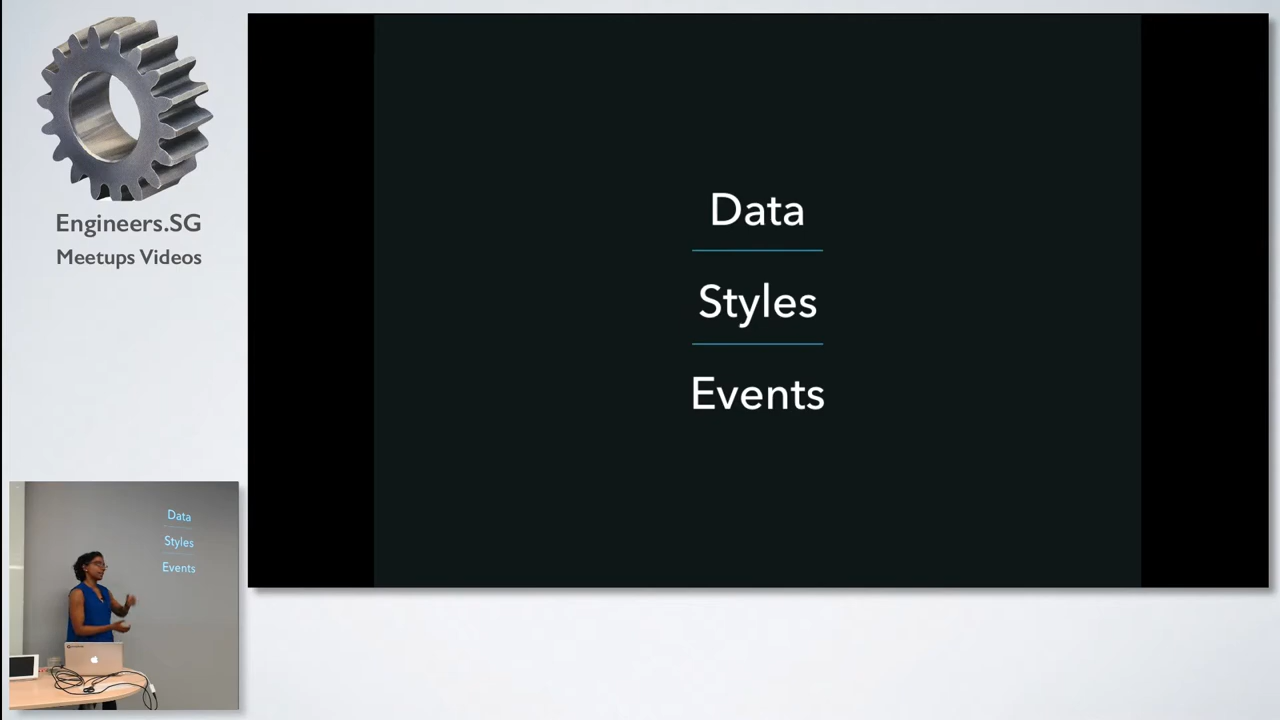 Engineers.SG
Meetups Videos
Data
Styles
Events
Data
Styles
Events